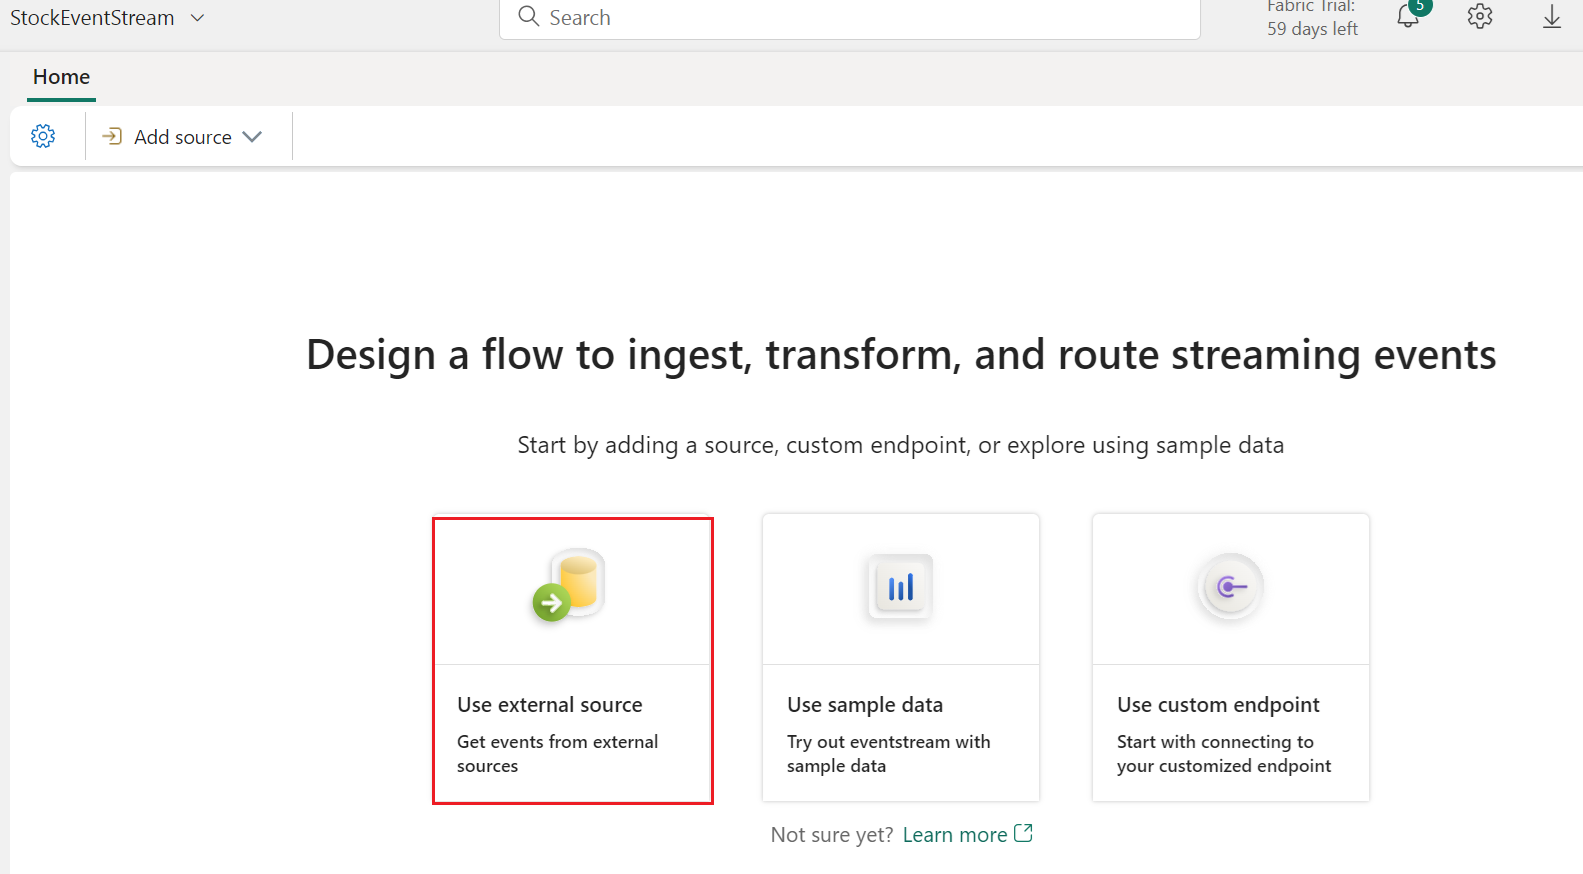 StockEventStream
Search
Fabric Trial:
59 days left
5
Home
Add source
Design a flow to ingest, transform, and route streaming events
Start by adding a source, custom endpoint, or explore using sample data
Use external source
Get events from external
sources
Use sample data
Try out eventstream with
sample data
Use custom endpoint
Start with connecting to
your customized endpoint
Not sure yet? Learn more